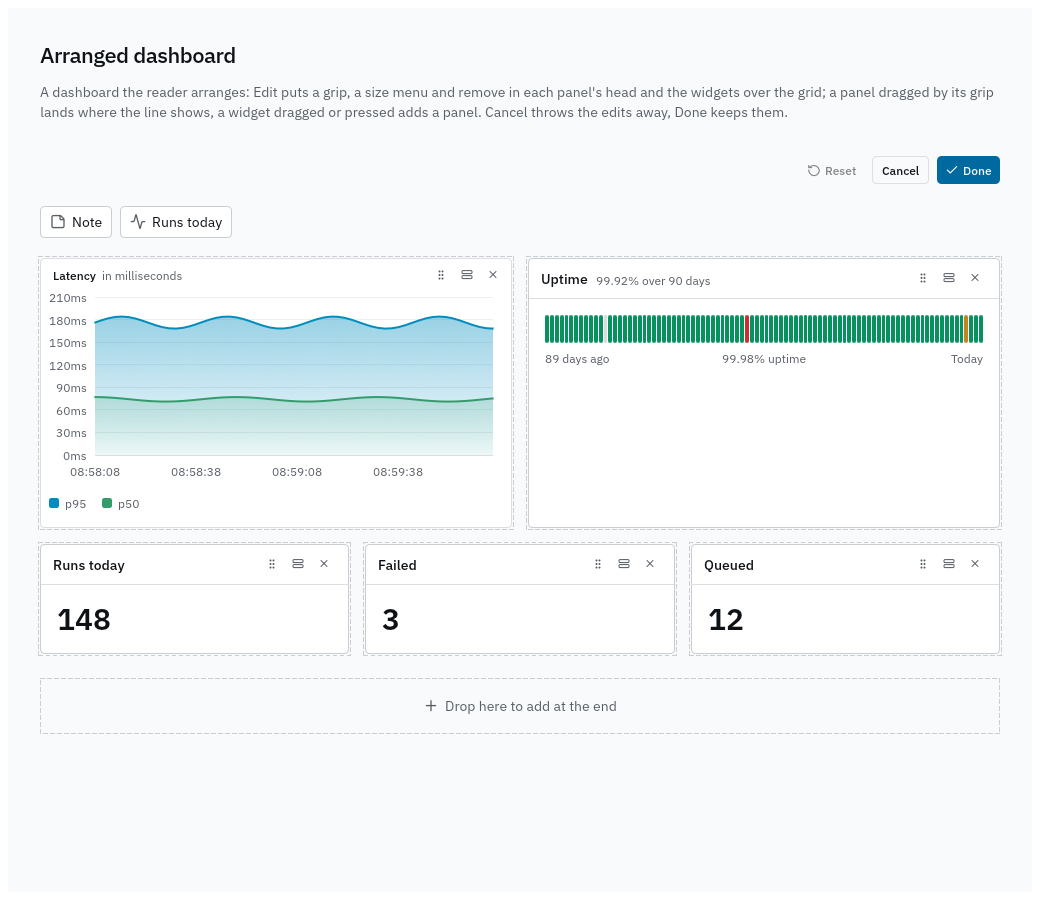 Arranged dashboard
A dashboard the reader arranges: Edit puts a grip, a size menu and remove in each panel's head and the widgets over the grid; a panel dragged by its grip
lands where the line shows, a widget dragged or pressed adds a panel. Cancel throws the edits away, Done keeps them.
Reset Cancel Done
Note Runs today
Latency in milliseconds
210ms
180ms
150ms
120ms
90ms
60ms
30ms
0ms
08:58:08 08:58:38 08:59:08 08:59:38
p95 p50
Uptime 99.92% over 90 days
89 days ago 99.98% uptime Today
Runs today
148
Failed
3
Queued
12
Drop here to add at the end